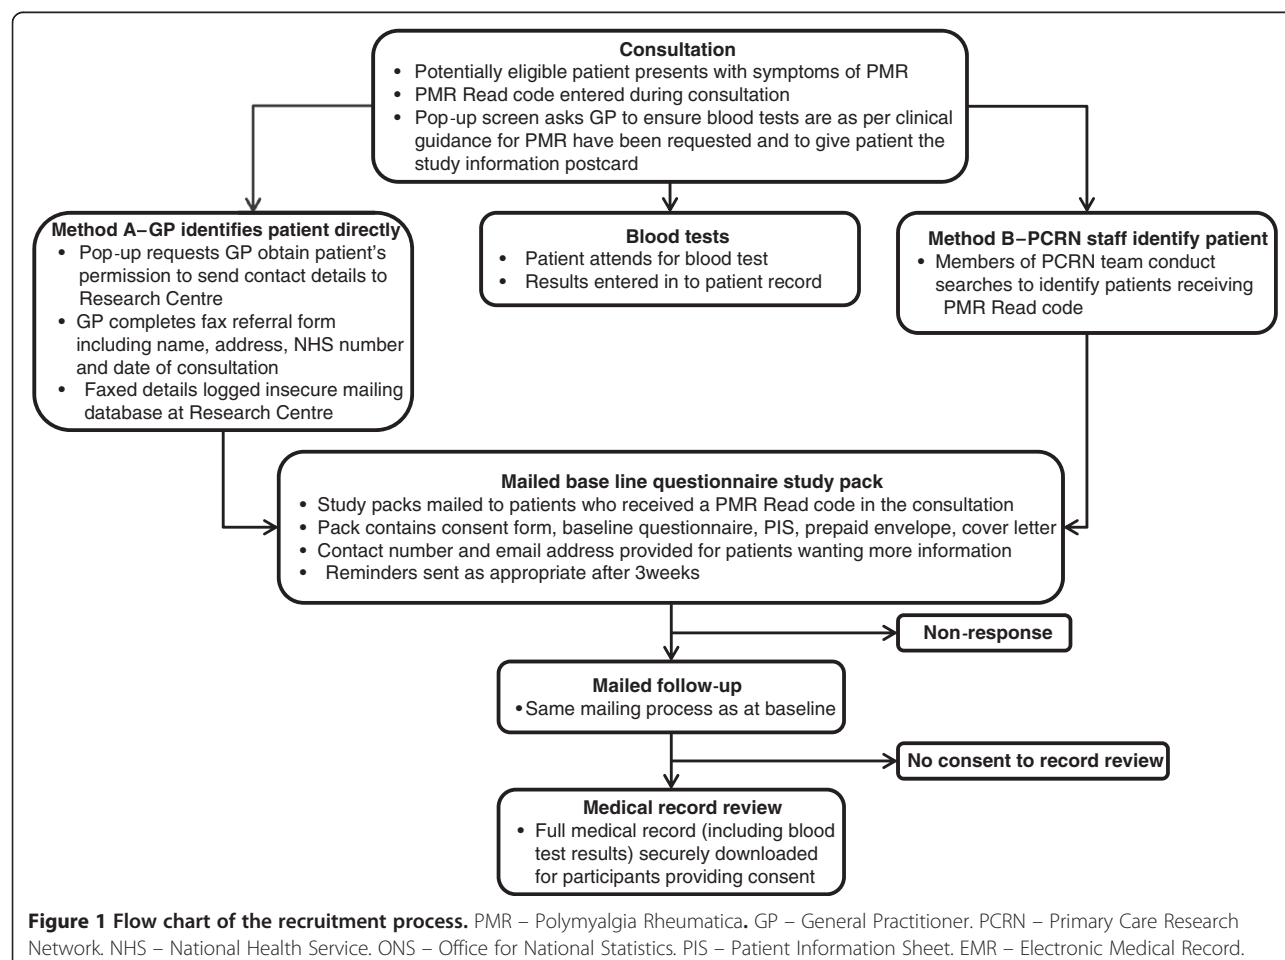 Consultation
• Potentially eligible patient presents with symptoms of PMR
• PMR Read code entered during consultation
• Pop-up screen asks GP to ensure blood tests are as per clinical
guidance for PMR have been requested and to give patient the
study information postcard
Method A–GP identifies patient directly
• Pop-up requests GP obtain patient's
permission to send contact details to
Research Centre
• GP completes fax referral form
including name, address, NHS number
and date of consultation
• Faxed details logged insecure mailing
database at Research Centre
Blood tests
• Patient attends for blood test
• Results entered in to patient record
Method B–PCRN staff identify patient
• Members of PCRN team conduct
searches to identify patients receiving
PMR Read code
Mailed base line questionnaire study pack
• Study packs mailed to patients who received a PMR Read code in the consultation
• Pack contains consent form, baseline questionnaire, PIS, prepaid envelope, cover letter
• Contact number and email address provided for patients wanting more information
• Reminders sent as appropriate after 3weeks
Non-response
Mailed follow-up
•Same mailing process as at baseline
No consent to record review
Medical record review
• Full medical record (including blood
test results) securely downloaded
for participants providing consent
Figure 1 Flow chart of the recruitment process. PMR – Polymyalgia Rheumatica. GP – General Practitioner. PCRN – Primary Care Research
Network. NHS – National Health Service. ONS – Office for National Statistics. PIS – Patient Information Sheet. EMR – Electronic Medical Record.